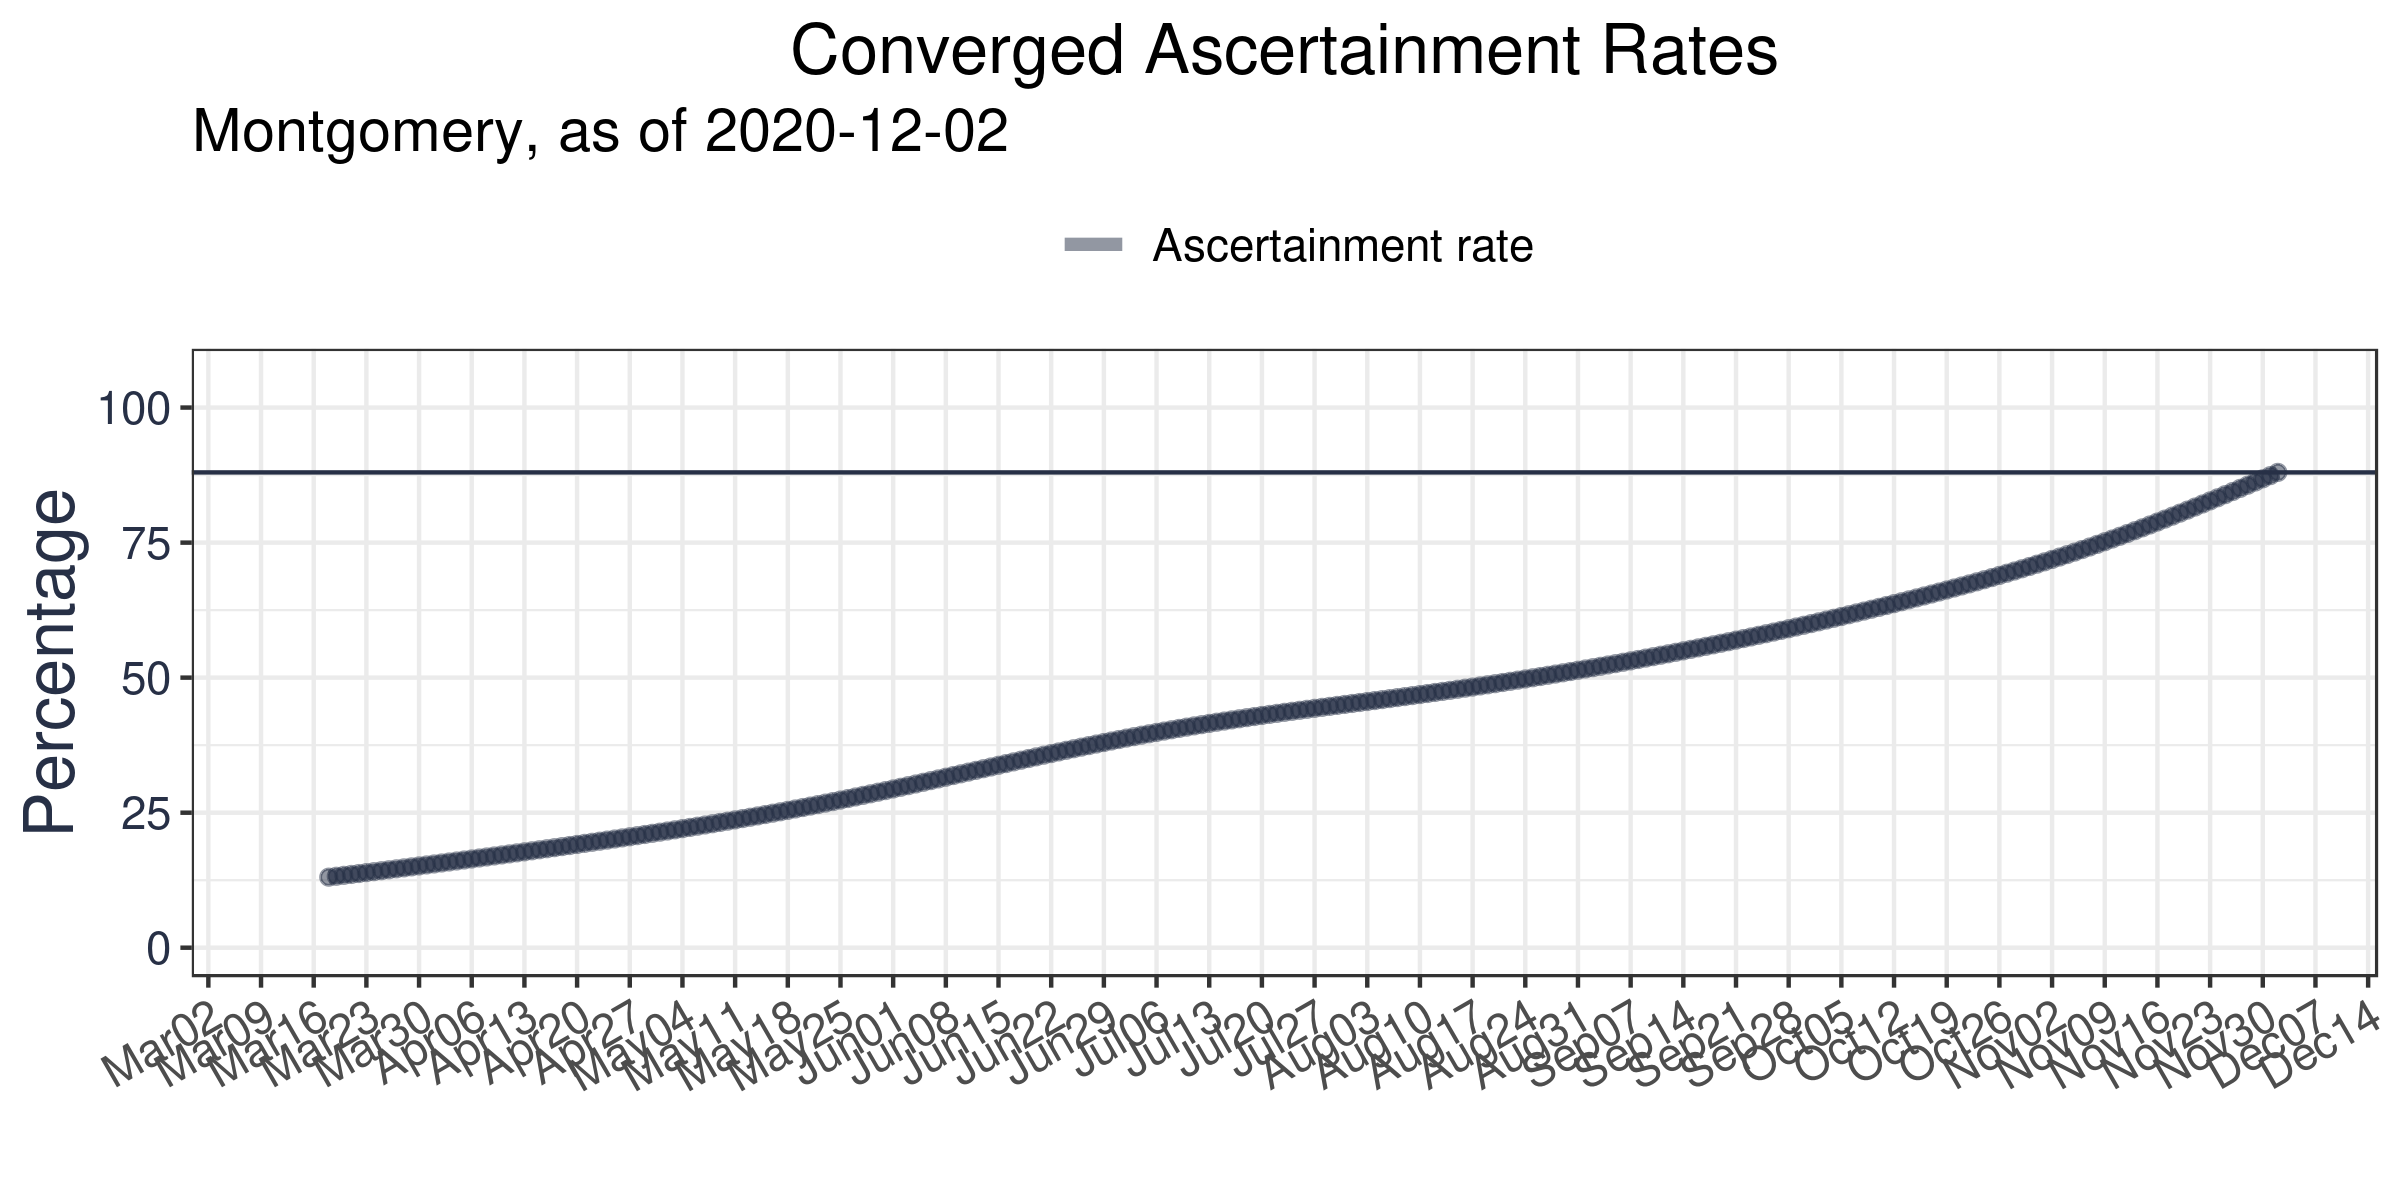 Converged Ascertainment Rates
Montgomery, as of 2020-12-02
Ascertainment rate
Percentage
100
75
50
25
0
Mar02 Mar09 Mar16 Mar23 Mar30 Apr06 Apr13 Apr20 Apr27 May04 May11 May18 May25 Jun01 Jun08 Jun15 Jun22 Jun29 Jul06 Jul13 Jul20 Jul27 Aug03 Aug10 Aug17 Aug24 Aug31 Sep07 Sep14 Sep21 Sep28 Oct05 Oct12 Oct19 Oct26 Nov02 Nov09 Nov16 Nov23 Nov30 Dec07 Dec14